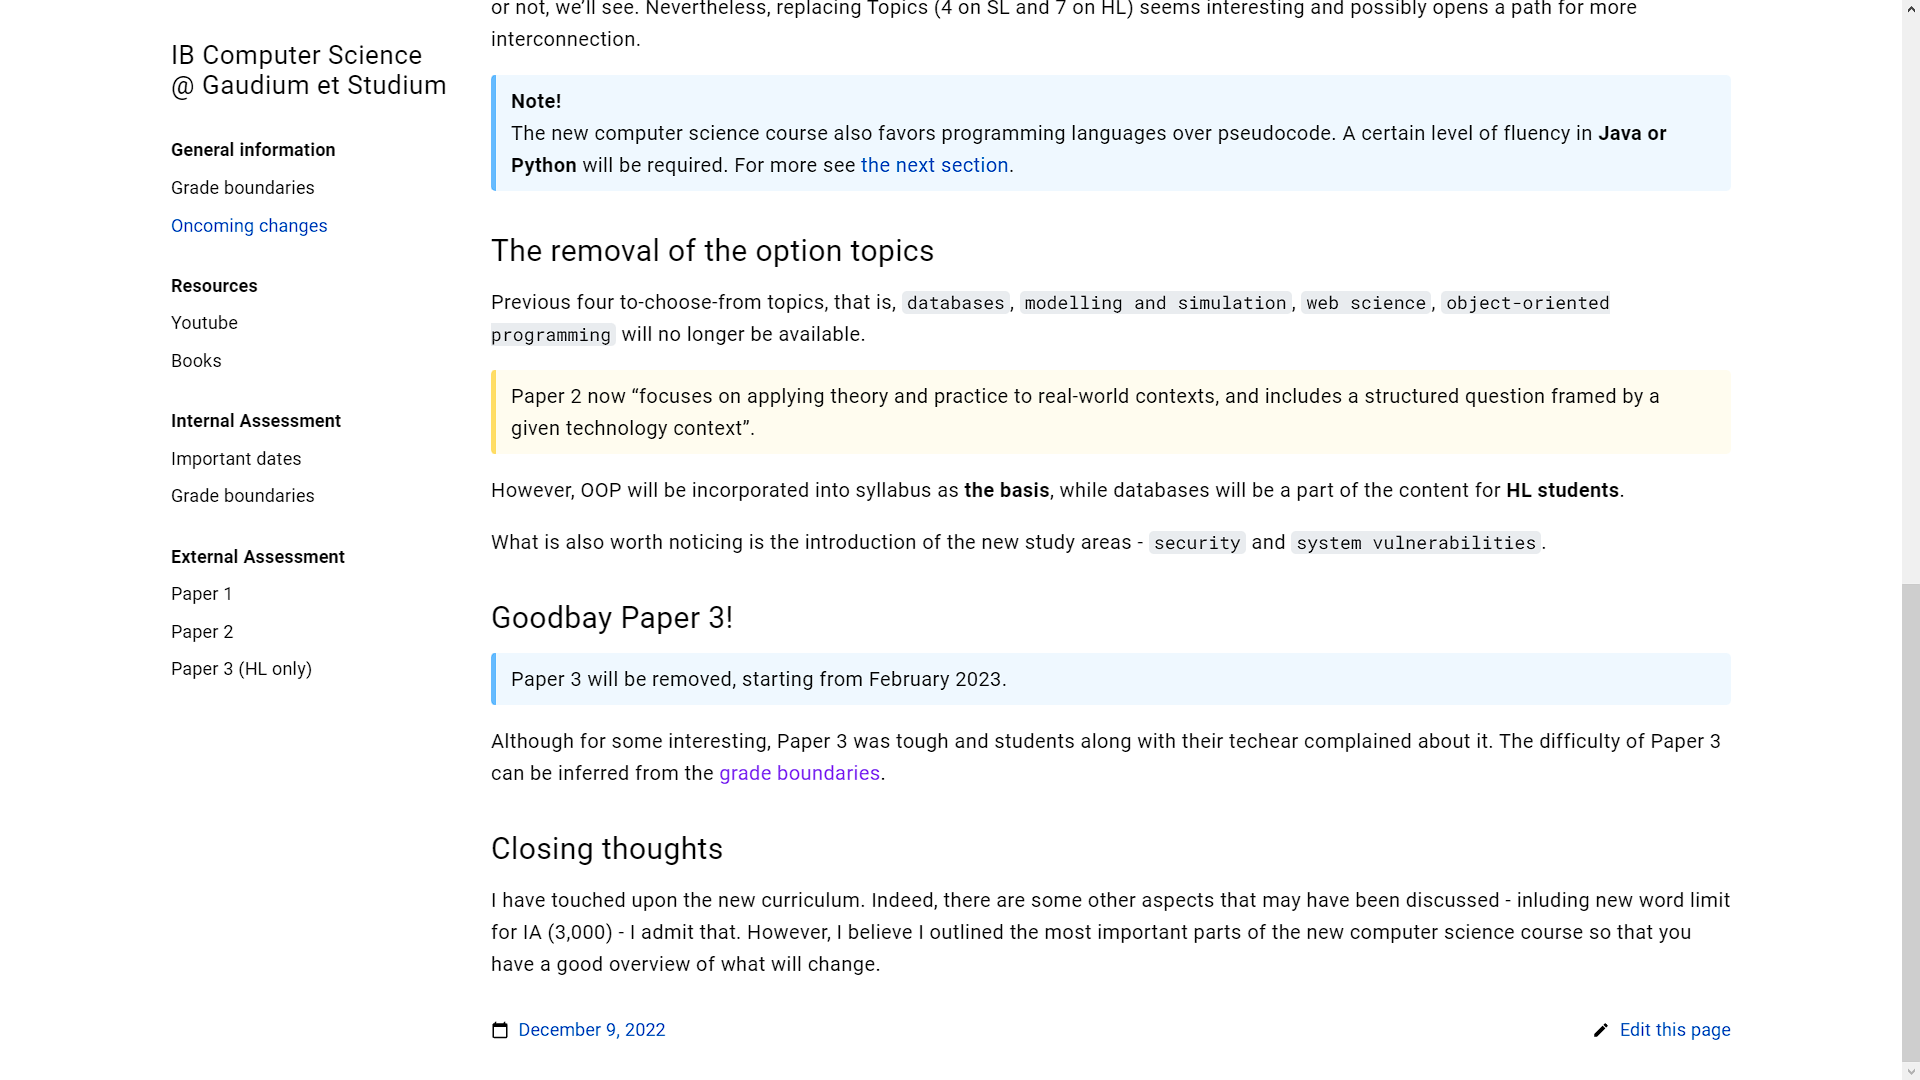 IB Computer Science
@ Gaudium et Studium
General information
Grade boundaries
Oncoming changes
Resources
Youtube
Books
Internal Assessment
Important dates
Grade boundaries
External Assessment
Paper 1
Paper 2
Paper 3 (HL only)
or not, we’ll see. Nevertheless, replacing Topics (4 on SL and 7 on HL) seems interesting and possibly opens a path for more
interconnection.
Note!
The new computer science course also favors programming languages over pseudocode. A certain level of fluency in Java or
Python will be required. For more see the next section.
The removal of the option topics
Previous four to-choose-from topics, that is, databases, modelling and simulation, web science, object-oriented
programming will no longer be available.
Paper 2 now “focuses on applying theory and practice to real-world contexts, and includes a structured question framed by a
given technology context”.
However, OOP will be incorporated into syllabus as the basis, while databases will be a part of the content for HL students.
What is also worth noticing is the introduction of the new study areas - security and system vulnerabilities.
Goodbay Paper 3!
Paper 3 will be removed, starting from February 2023.
Although for some interesting, Paper 3 was tough and students along with their techear complained about it. The difficulty of Paper 3
can be inferred from the grade boundaries.
Closing thoughts
I have touched upon the new curriculum. Indeed, there are some other aspects that may have been discussed - inluding new word limit
for IA (3,000) - I admit that. However, I believe I outlined the most important parts of the new computer science course so that you
have a good overview of what will change.
December 9, 2022
Edit this page